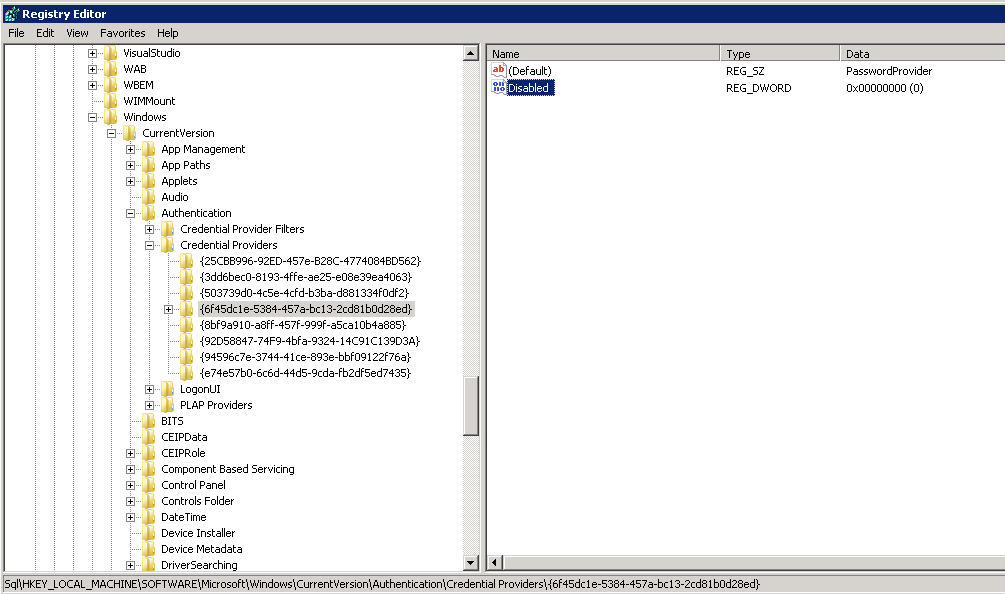 Registry Editor
File Edit View Favorites Help
VisualStudio
WAB
WBEM
WIMMount
Windows
CurrentVersion
App Management
App Paths
Applets
Audio
Authentication
Credential Provider Filters
Credential Providers
{25CBB996-92ED-457e-B28C-4774084BD562}
{3dd6bec0-8193-4ffe-ae25-e08e39ea4063}
{503739d0-4c5e-4cfd-b3ba-d881334f0df2}
{6f45dc1e-5384-457a-bc13-2cd81b0d28ed}
{8bf9a910-a8ff-457f-999f-a5ca10b4a885}
{92D58847-74F9-4bfa-9324-14C91C139D3A}
{94596c7e-3744-41ce-893e-bbf09122f76a}
{e74e57b0-6c6d-44d5-9cda-fb2df5ed7435}
LogonUI
PLAP Providers
BITS
CEIPData
CEIPRole
Component Based Servicing
Control Panel
Controls Folder
DateTime
Device Installer
Device Metadata
DriverSearching
Name Type Data
(Default) REG_SZ PasswordProvider
Disabled REG_DWORD 0x00000000 (0)
Sql\HKEY_LOCAL_MACHINE\SOFTWARE\Microsoft\Windows\CurrentVersion\Authentication\Credential Providers\{6f45dc1e-5384-457a-bc13-2cd81b0d28ed}